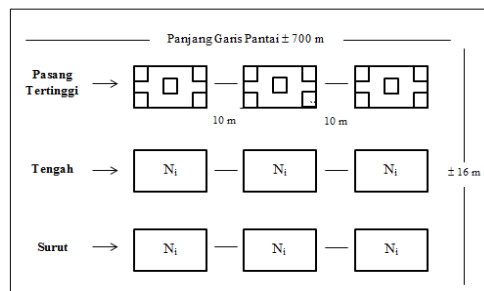 Panjang Garis Pantai ± 700 m
Pasang
Tertinggi
10 m
10 m
Tengah
Ni
Ni
Ni
± 16 m
Surut
Ni
Ni
Ni